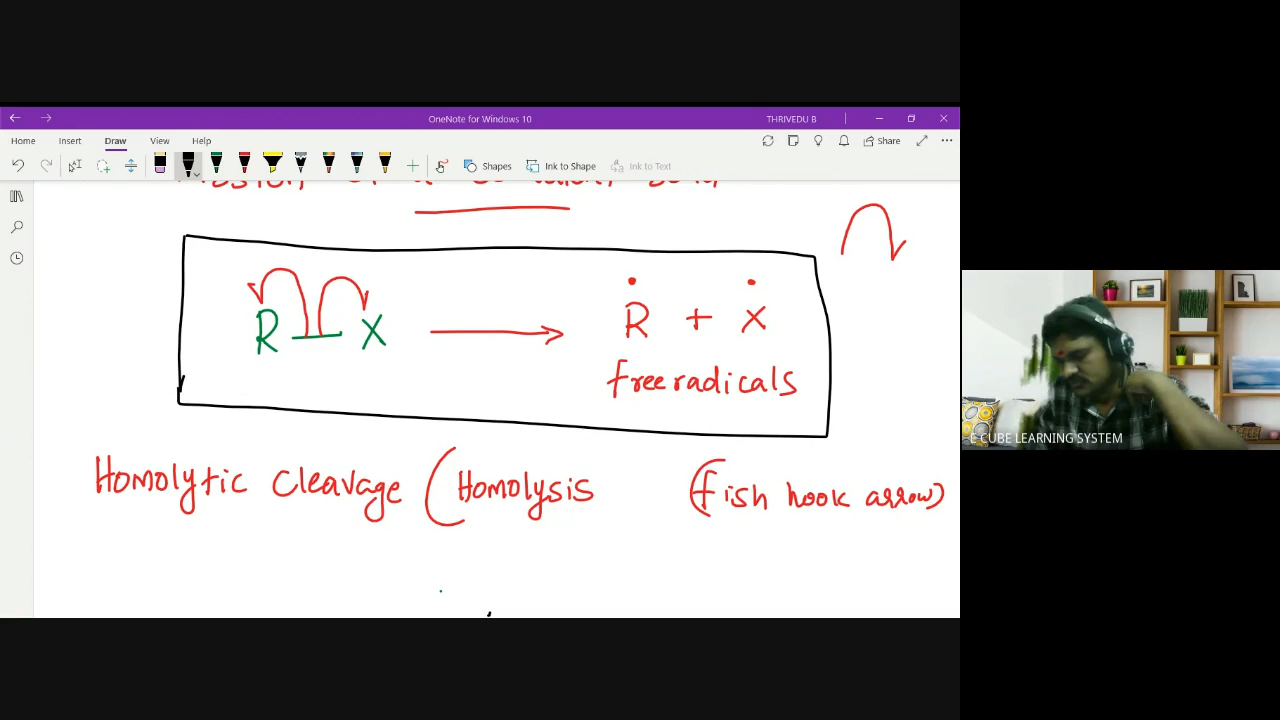 OneNote for Windows 10
THRIVEDU B
Home Insert Draw View Help
Share
Shapes Ink to Shape Ink to Text
R — X → Ṙ + Ẋ
free radicals
Homolytic Cleavage (Homolysis (fish hook arrow)
E CUBE LEARNING SYSTEM